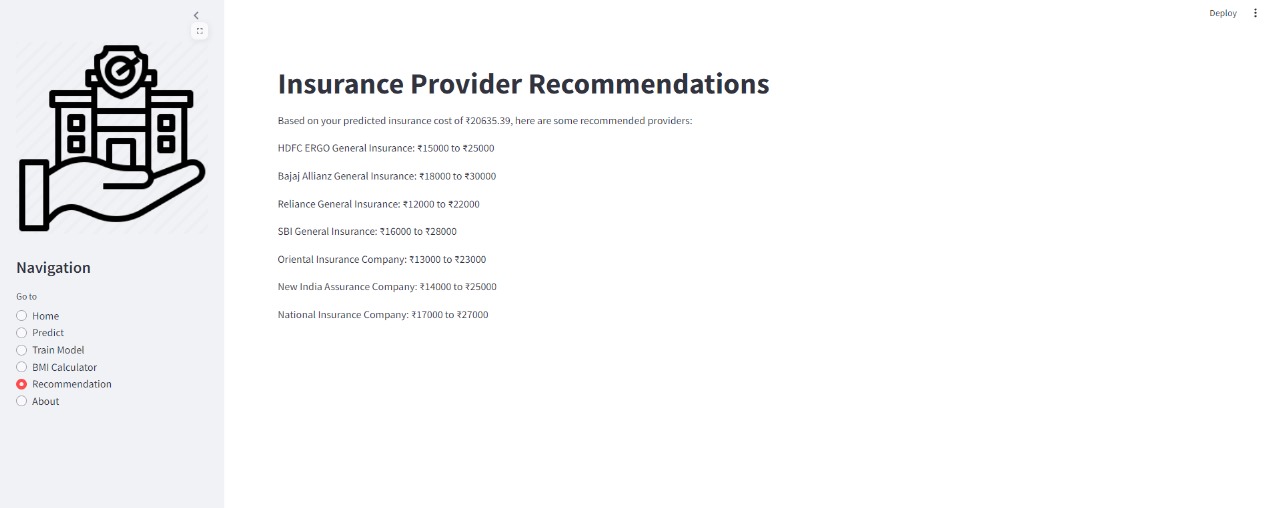 Deploy
Insurance Provider Recommendations
Based on your predicted insurance cost of ₹20635.39, here are some recommended providers:
HDFC ERGO General Insurance: ₹15000 to ₹25000
Bajaj Allianz General Insurance: ₹18000 to ₹30000
Reliance General Insurance: ₹12000 to ₹22000
SBI General Insurance: ₹16000 to ₹28000
Oriental Insurance Company: ₹13000 to ₹23000
New India Assurance Company: ₹14000 to ₹25000
National Insurance Company: ₹17000 to ₹27000
Navigation
Go to
Home
Predict
Train Model
BMI Calculator
Recommendation
About